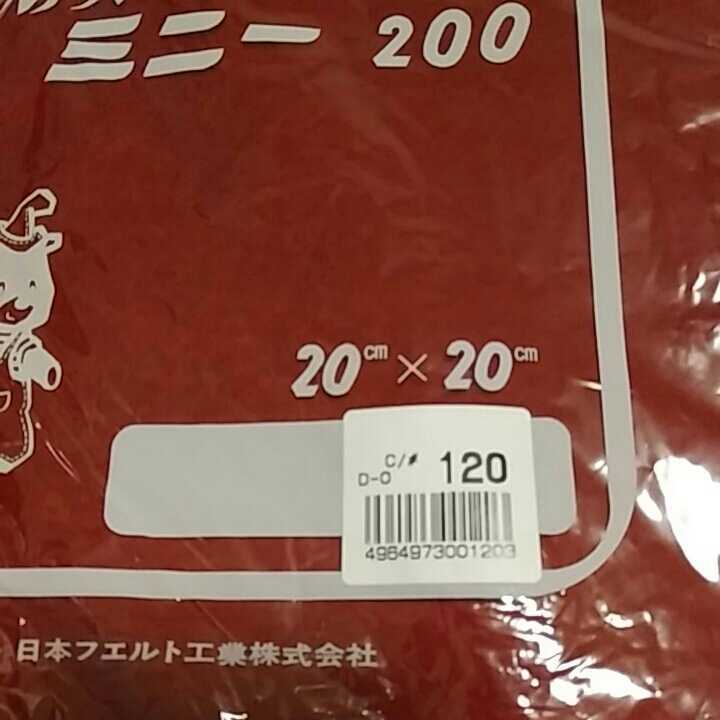 ミニー 200
20cm × 20cm
C/# 120
D-0
4984973001203
日本フエルト工業株式会社